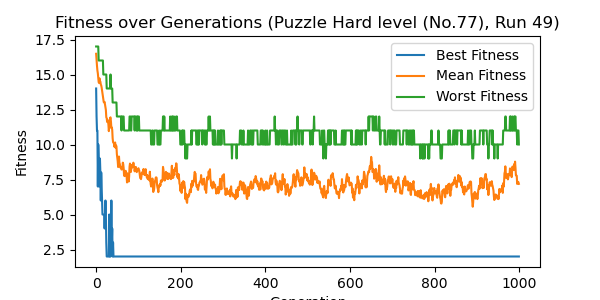 Fitness over Generations (Puzzle Hard level (No.77), Run 49)
17.5
15.0
12.5
10.0
7.5
5.0
2.5
Fitness
Best Fitness
Mean Fitness
Worst Fitness
0 200 400 600 800 1000
Generation